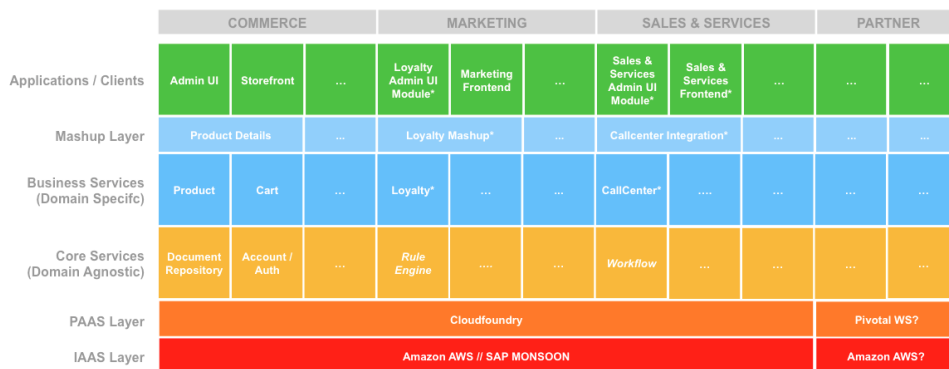 COMMERCE MARKETING SALES & SERVICES PARTNER
Applications / Clients
Admin UI
Storefront
...
Loyalty
Admin UI
Module*
Marketing
Frontend
...
Sales &
Services
Admin UI
Module*
Sales &
Services
Frontend*
...
...
...
Mashup Layer
Product Details
...
Loyalty Mashup*
...
Callcenter Integration*
...
...
...
Business Services
(Domain Specifc)
Product
Cart
...
Loyalty*
...
...
CallCenter*
....
...
...
...
Core Services
(Domain Agnostic)
Document
Repository
Account /
Auth
...
Rule
Engine
....
...
Workflow
...
...
...
...
PAAS Layer
Cloudfoundry
Pivotal WS?
IAAS Layer
Amazon AWS // SAP MONSOON
Amazon AWS?